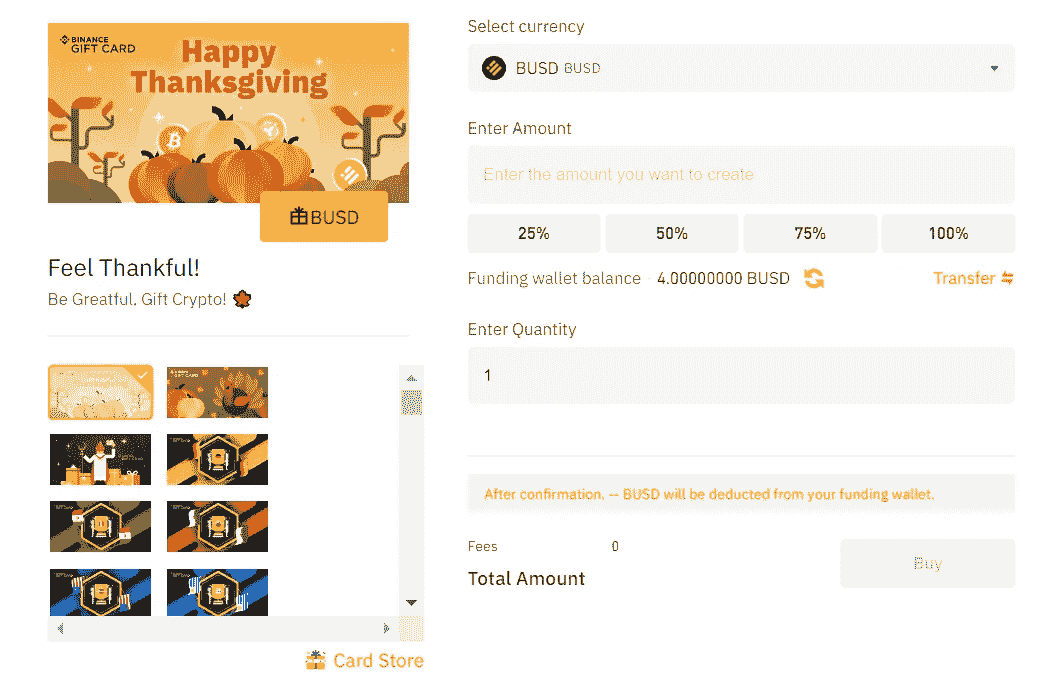 BINANCE
GIFT CARD
Happy
Thanksgiving
BUSD
Feel Thankful!
Be Greatful. Gift Crypto!
Card Store
Select currency
BUSD BUSD
Enter Amount
Enter the amount you want to create
25% 50% 75% 100%
Funding wallet balance 4.00000000 BUSD Transfer
Enter Quantity
1
After confirmation, -- BUSD will be deducted from your funding wallet.
Fees 0
Buy
Total Amount